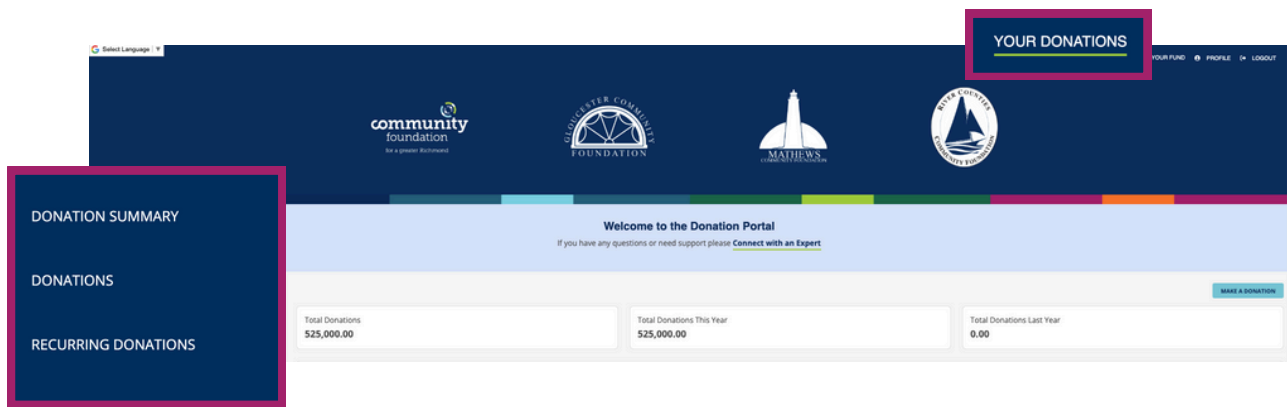 YOUR DONATIONS
Select Language ▼
YOUR FUND PROFILE LOGOUT
community
foundation
for a greater Richmond
GLOUCESTER COMMUNITY
FOUNDATION
MATHEWS
COMMUNITY FOUNDATION
RIVER COUNTIES
COMMUNITY FOUNDATION
DONATION SUMMARY
DONATIONS
RECURRING DONATIONS
Welcome to the Donation Portal
If you have any questions or need support please Connect with an Expert
MAKE A DONATION
Total Donations
525,000.00
Total Donations This Year
525,000.00
Total Donations Last Year
0.00